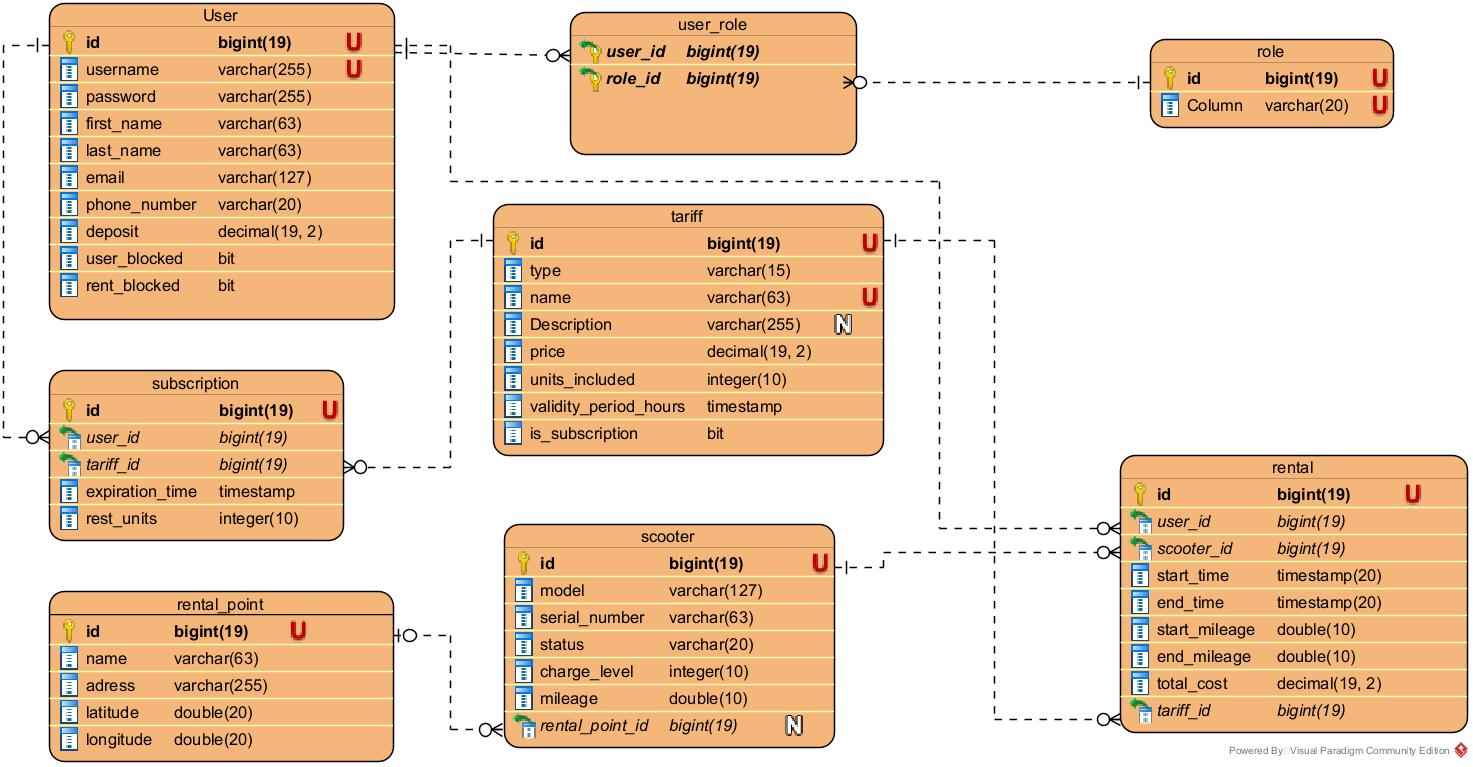 User
id bigint(19) U
username varchar(255) U
password varchar(255)
first_name varchar(63)
last_name varchar(63)
email varchar(127)
phone_number varchar(20)
deposit decimal(19, 2)
user_blocked bit
rent_blocked bit
user_role
user_id bigint(19)
role_id bigint(19)
role
id bigint(19) U
Column varchar(20) U
tariff
id bigint(19) U
type varchar(15)
name varchar(63) U
Description varchar(255) N
price decimal(19, 2)
units_included integer(10)
validity_period_hours timestamp
is_subscription bit
subscription
id bigint(19) U
user_id bigint(19)
tariff_id bigint(19)
expiration_time timestamp
rest_units integer(10)
rental_point
id bigint(19) U
name varchar(63)
adress varchar(255)
latitude double(20)
longitude double(20)
scooter
id bigint(19) U
model varchar(127)
serial_number varchar(63)
status varchar(20)
charge_level integer(10)
mileage double(10)
rental_point_id bigint(19) N
rental
id bigint(19) U
user_id bigint(19)
scooter_id bigint(19)
start_time timestamp(20)
end_time timestamp(20)
start_mileage double(10)
end_mileage double(10)
total_cost decimal(19, 2)
tariff_id bigint(19)
Powered By Visual Paradigm Community Edition